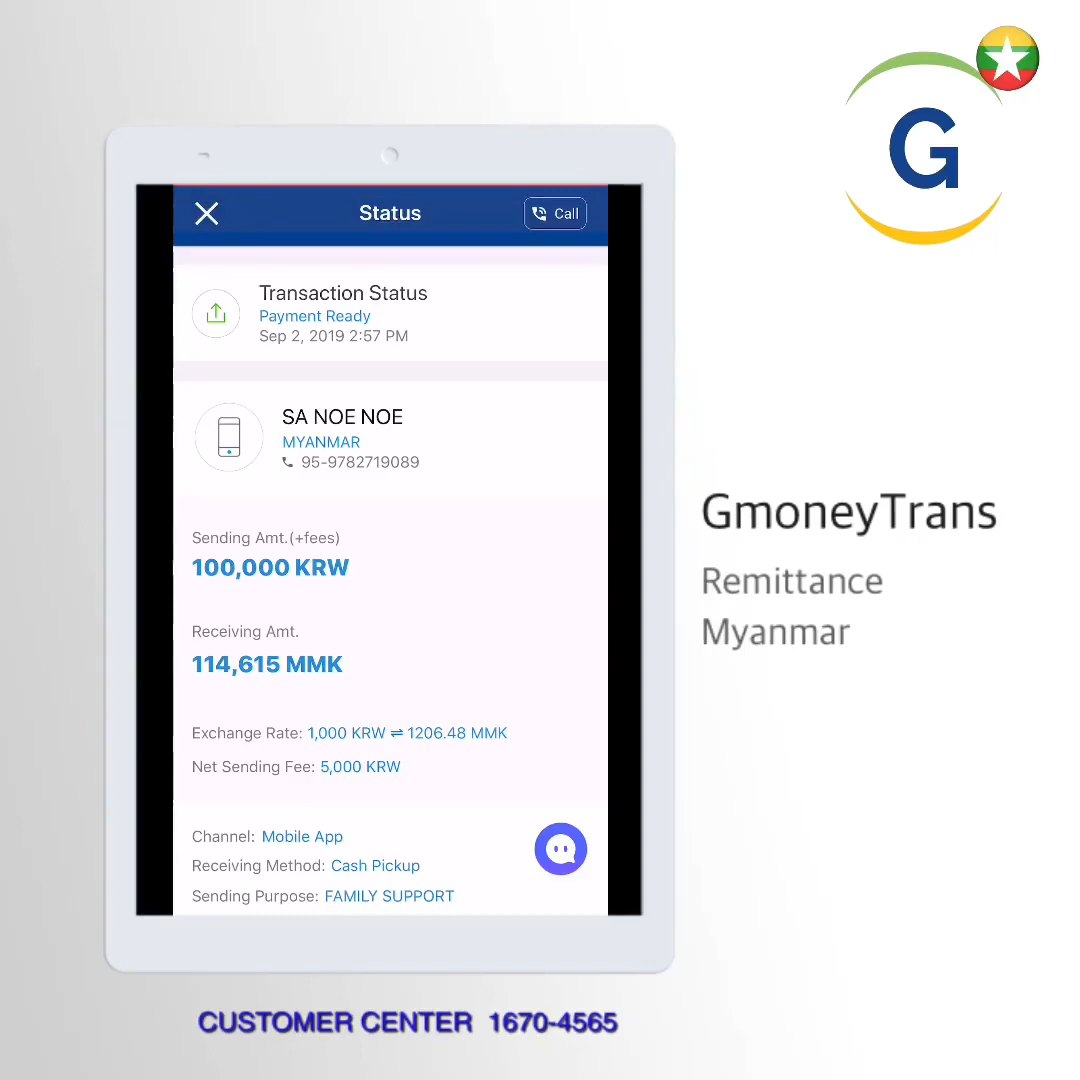 G
Status
Call
Transaction Status
Payment Ready
Sep 2, 2019 2:57 PM
SA NOE NOE
MYANMAR
95-9782719089
Sending Amt.(+fees)
100,000 KRW
Receiving Amt.
114,615 MMK
Exchange Rate: 1,000 KRW ⇌ 1206.48 MMK
Net Sending Fee: 5,000 KRW
Channel: Mobile App
Receiving Method: Cash Pickup
Sending Purpose: FAMILY SUPPORT
GmoneyTrans
Remittance
Myanmar
CUSTOMER CENTER 1670-4565